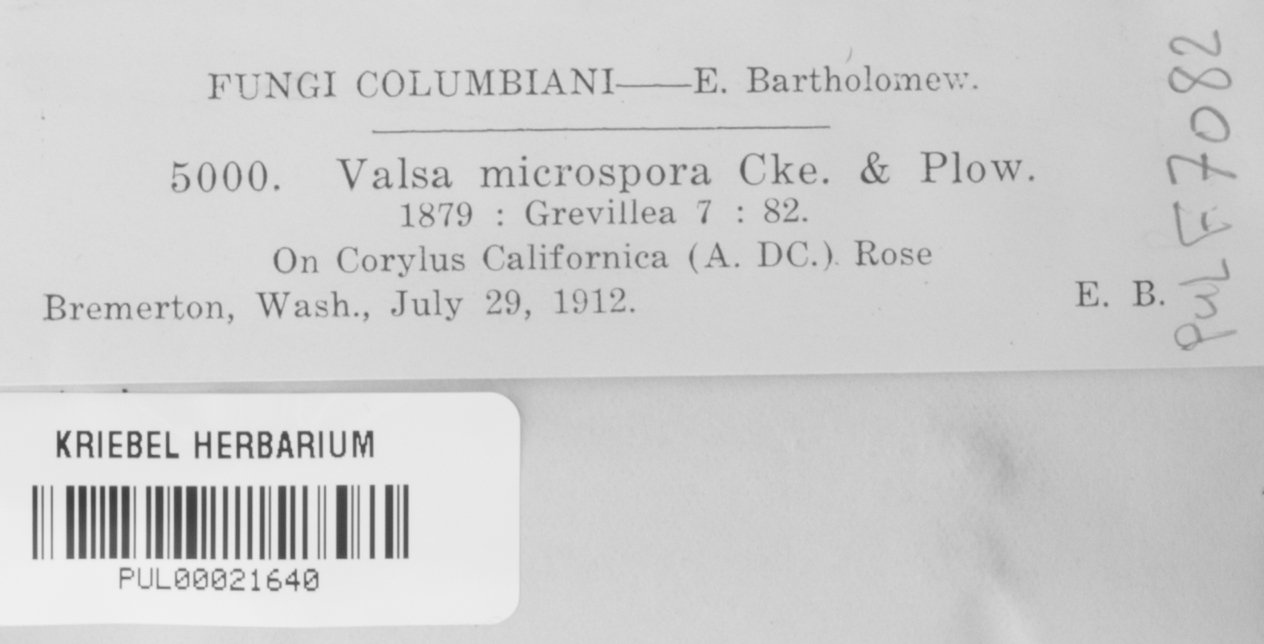 FUNGI COLUMBIANI——E. Bartholomew.
5000. Valsa microspora Cke. & Plow.
1879 : Grevillea 7 : 82.
On Corylus Californica (A. DC.) Rose
Bremerton, Wash., July 29, 1912. E. B.
PUL F7082
KRIEBEL HERBARIUM
PUL00021640